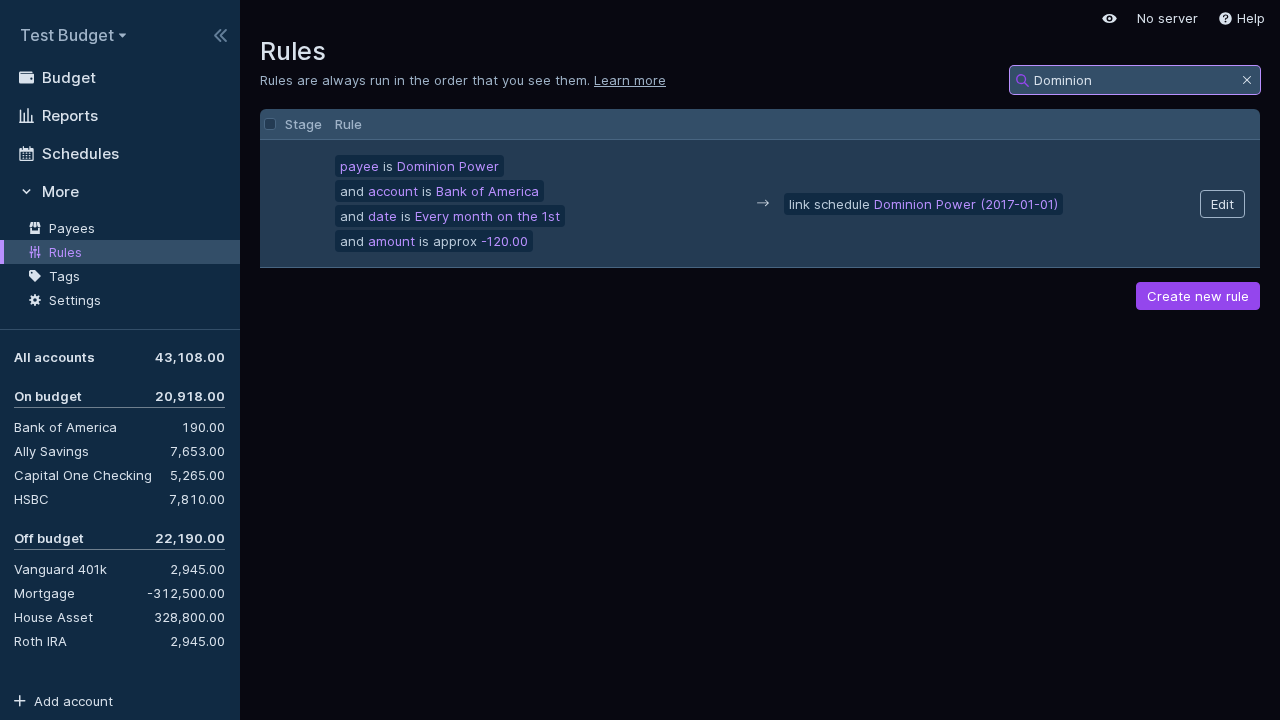 Test Budget
Budget
Reports
Schedules
More
Payees
Rules
Tags
Settings
All accounts 43,108.00
On budget 20,918.00
Bank of America 190.00
Ally Savings 7,653.00
Capital One Checking 5,265.00
HSBC 7,810.00
Off budget 22,190.00
Vanguard 401k 2,945.00
Mortgage -312,500.00
House Asset 328,800.00
Roth IRA 2,945.00
Add account
No server Help
Rules
Rules are always run in the order that you see them. Learn more
Dominion
Stage Rule
payee is Dominion Power
and account is Bank of America
and date is Every month on the 1st
and amount is approx -120.00
→ link schedule Dominion Power (2017-01-01)
Edit
Create new rule